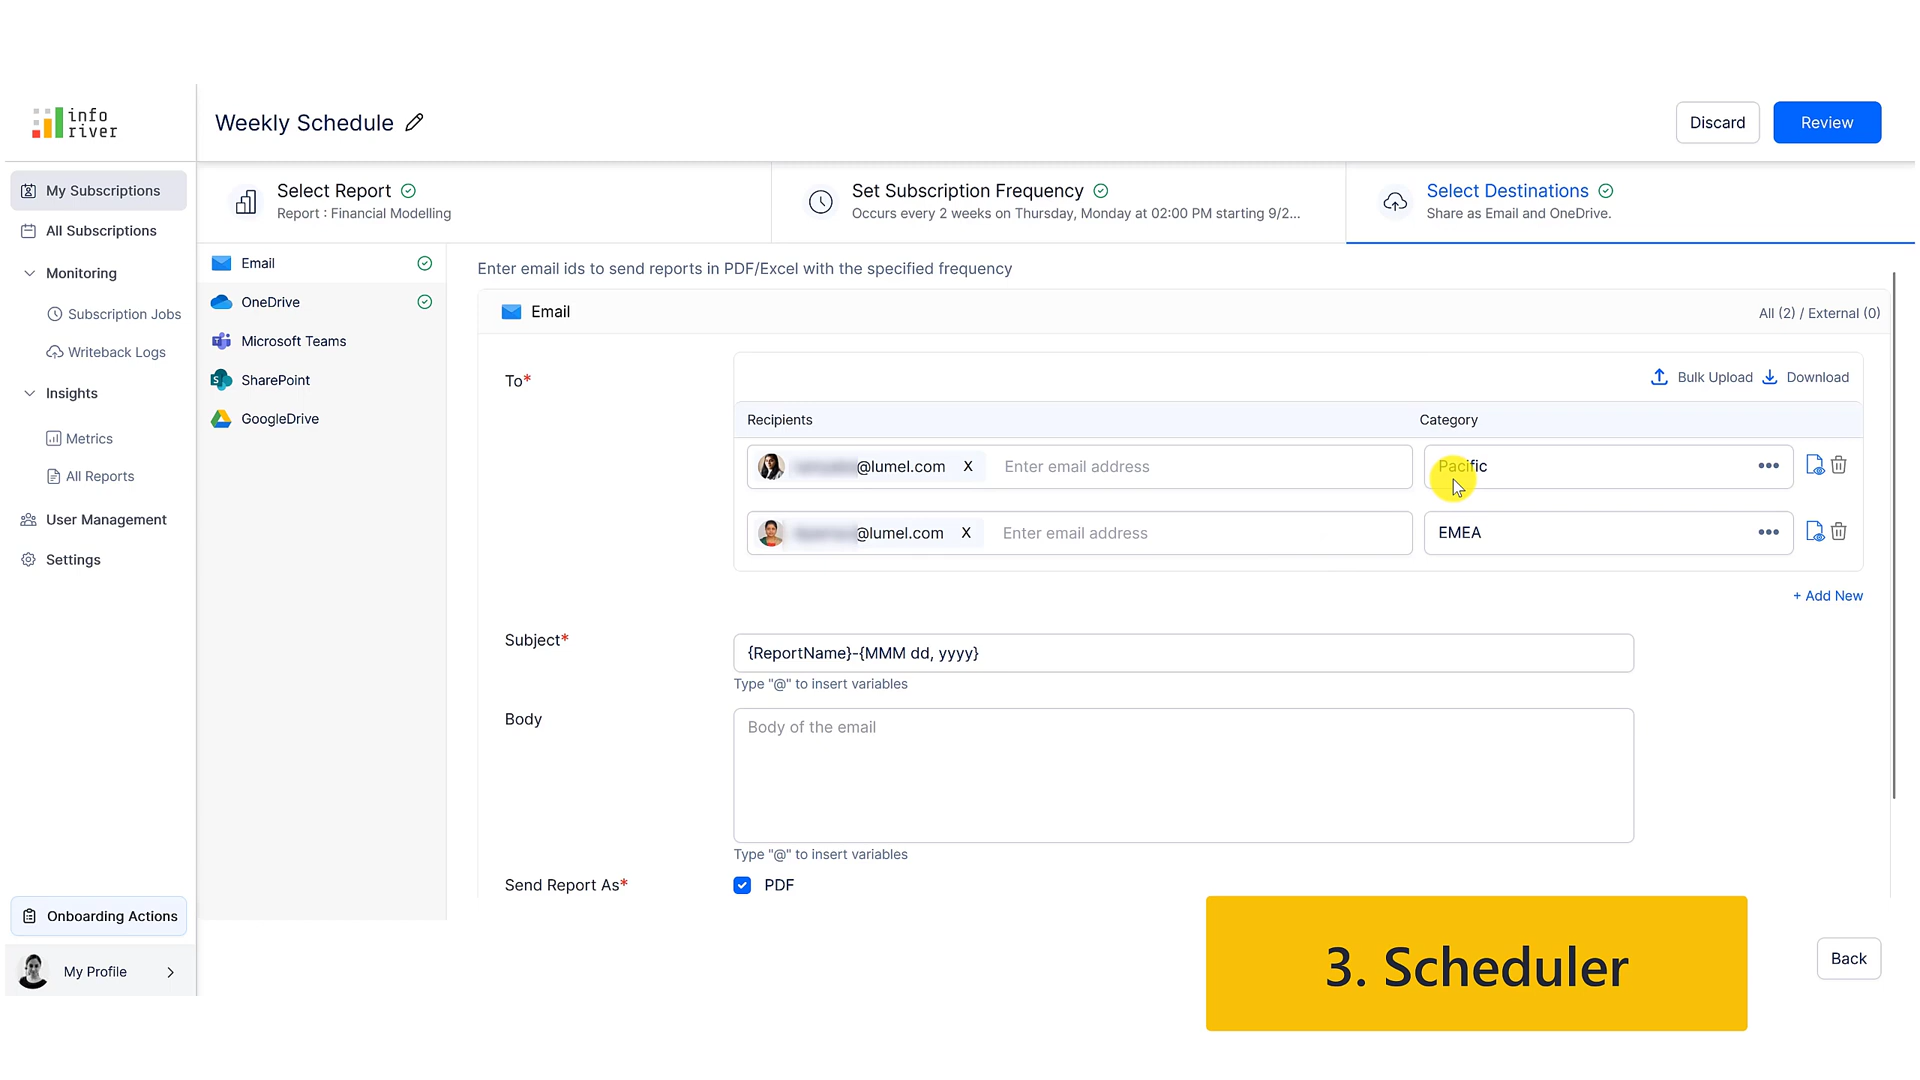 info
river
Weekly Schedule
Discard
Review
My Subscriptions
All Subscriptions
Monitoring
Subscription Jobs
Writeback Logs
Insights
Metrics
All Reports
User Management
Settings
Onboarding Actions
My Profile
Select Report
Report : Financial Modelling
Set Subscription Frequency
Occurs every 2 weeks on Thursday, Monday at 02:00 PM starting 9/2...
Select Destinations
Share as Email and OneDrive.
Email
OneDrive
Microsoft Teams
SharePoint
GoogleDrive
Enter email ids to send reports in PDF/Excel with the specified frequency
Email
All (2) / External (0)
To*
Bulk Upload
Download
Recipients
Category
@lumel.com X Enter email address
Pacific
@lumel.com X Enter email address
EMEA
+ Add New
Subject*
{ReportName}-{MMM dd, yyyy}
Type "@" to insert variables
Body
Body of the email
Type "@" to insert variables
Send Report As*
PDF
3. Scheduler
Back